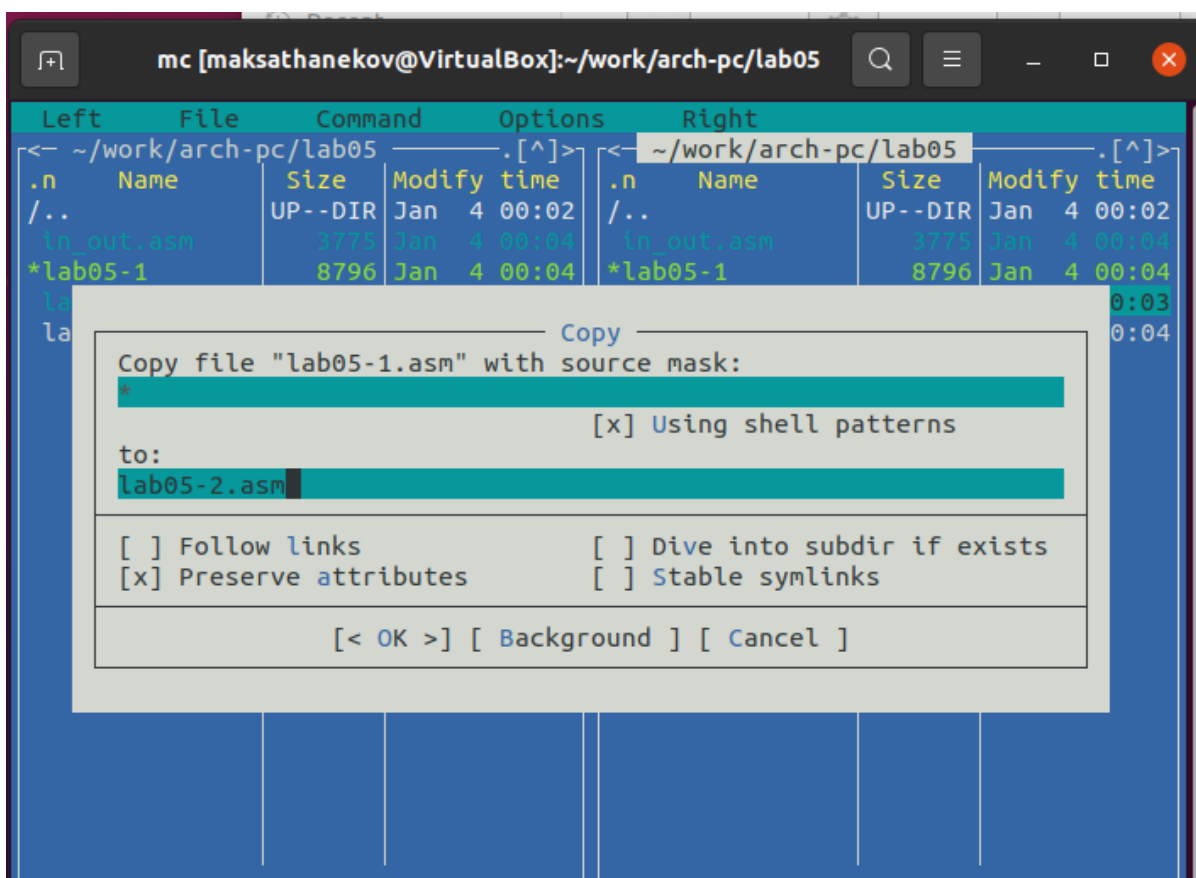 Recent
mc [maksathanekov@VirtualBox]:~/work/arch-pc/lab05
Left File Command Options Right
<— ~/work/arch-pc/lab05 ————.[^]>  <— ~/work/arch-pc/lab05 ————.[^]>
.n Name Size Modify time .n Name Size Modify time
/.. UP--DIR Jan 4 00:02 /.. UP--DIR Jan 4 00:02
in_out.asm 3775 Jan 4 00:04 in_out.asm 3775 Jan 4 00:04
*lab05-1 8796 Jan 4 00:04 *lab05-1 8796 Jan 4 00:04
la 0:03
la 0:04
Copy
Copy file "lab05-1.asm" with source mask:
*
[x] Using shell patterns
to:
lab05-2.asm
[ ] Follow links [ ] Dive into subdir if exists
[x] Preserve attributes [ ] Stable symlinks
[< OK >] [ Background ] [ Cancel ]